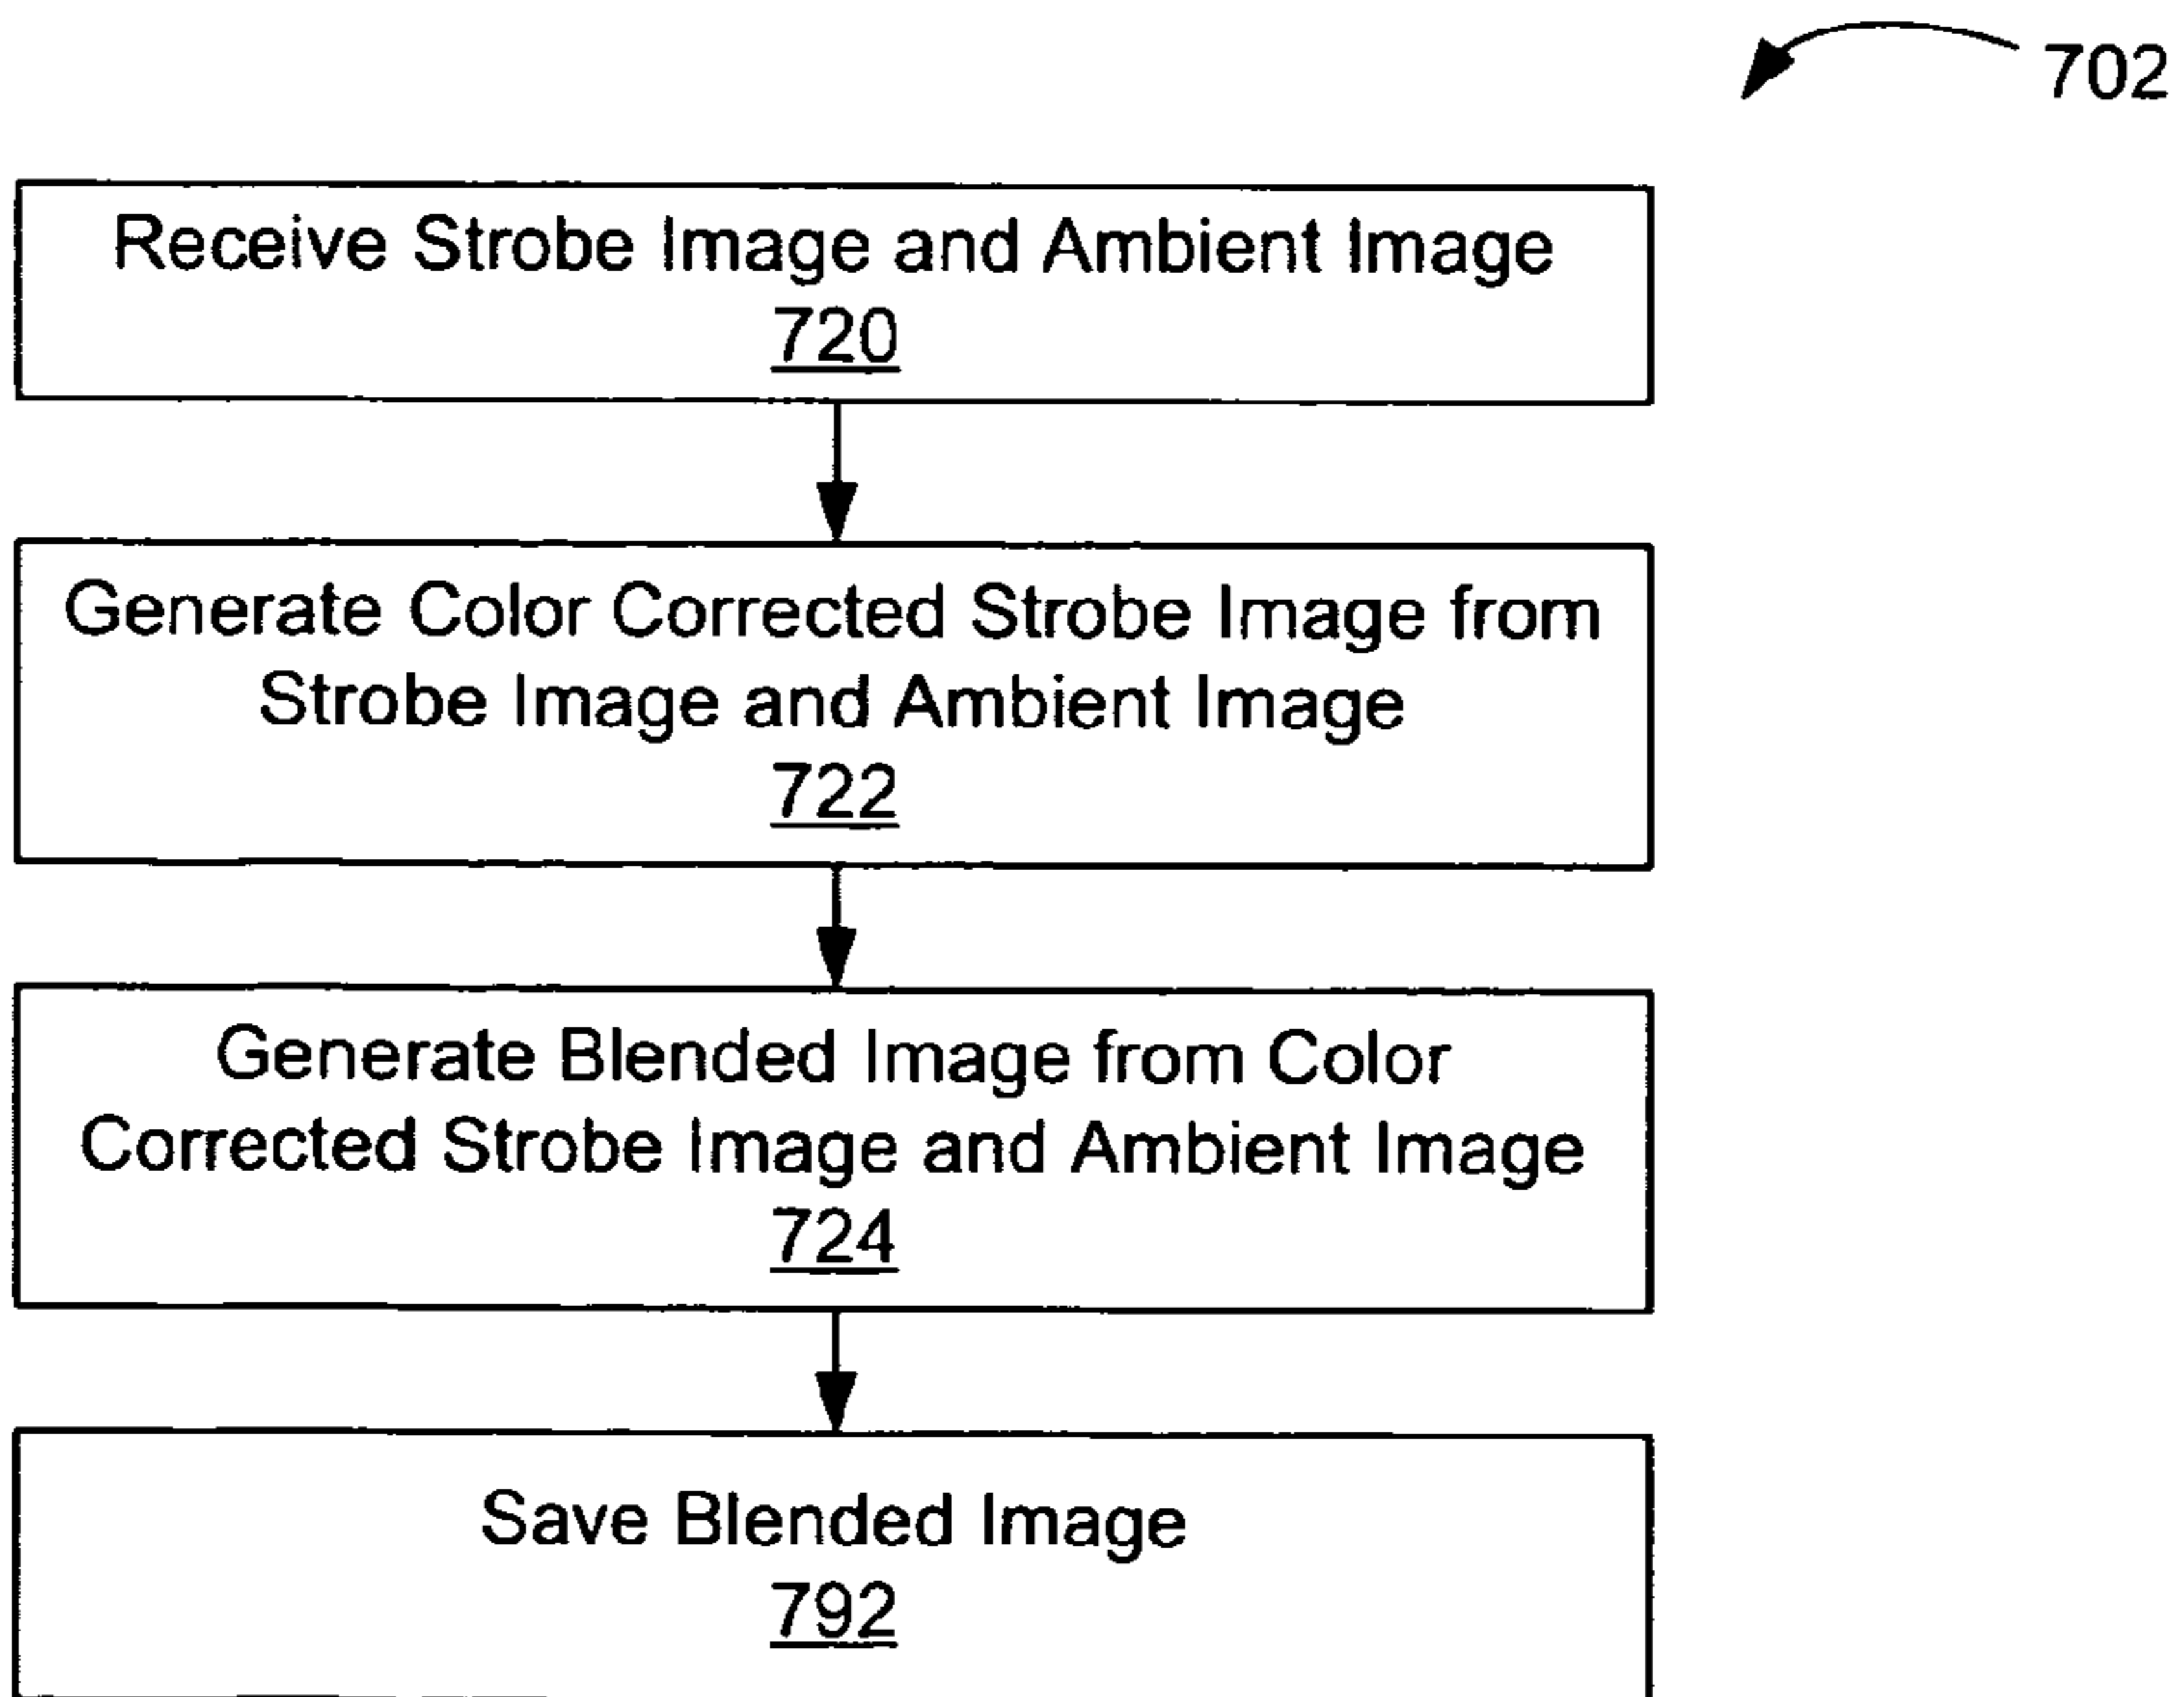 702
Receive Strobe Image and Ambient Image
720
Generate Color Corrected Strobe Image from
Strobe Image and Ambient Image
722
Generate Blended Image from Color
Corrected Strobe Image and Ambient Image
724
Save Blended Image
792